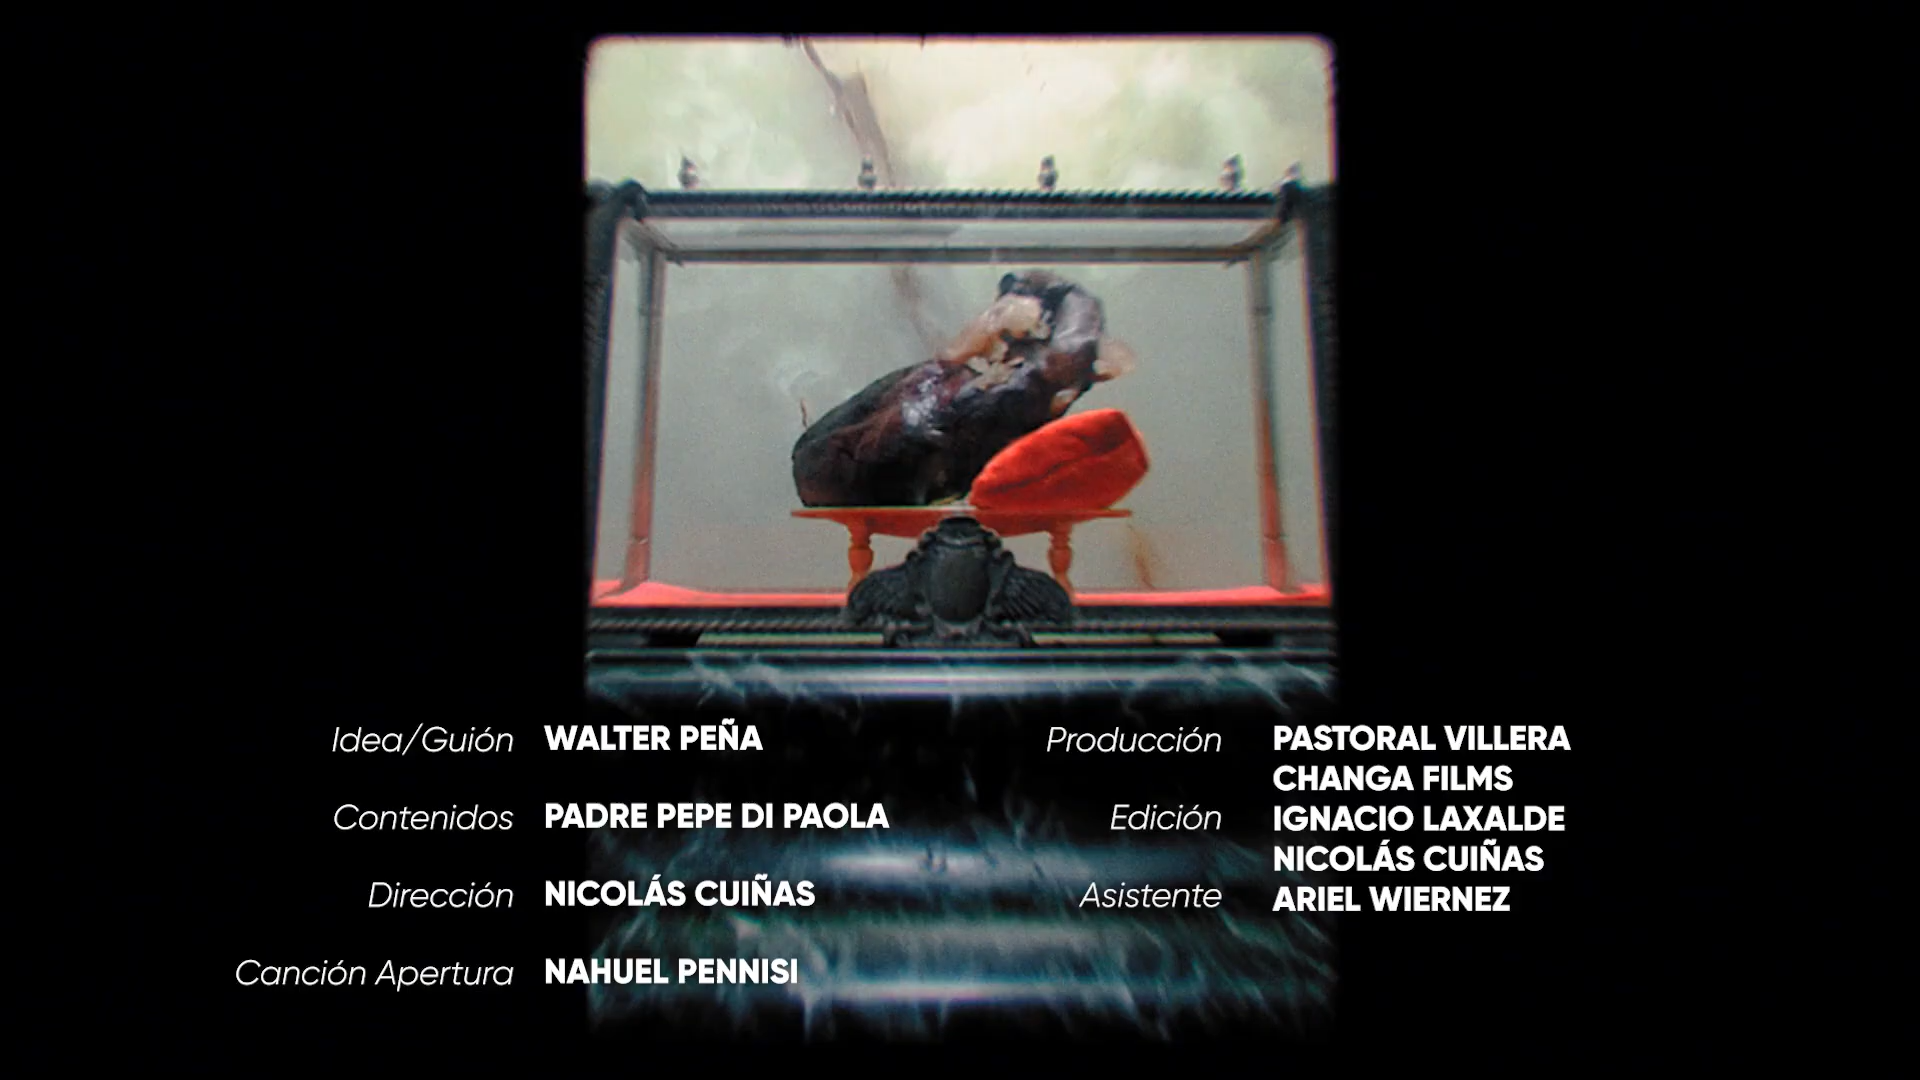 Idea/Guión WALTER PEÑA
Contenidos PADRE PEPE DI PAOLA
Dirección NICOLÁS CUIÑAS
Canción Apertura NAHUEL PENNISI
Producción PASTORAL VILLERA
CHANGA FILMS
Edición IGNACIO LAXALDE
NICOLÁS CUIÑAS
Asistente ARIEL WIERNEZ